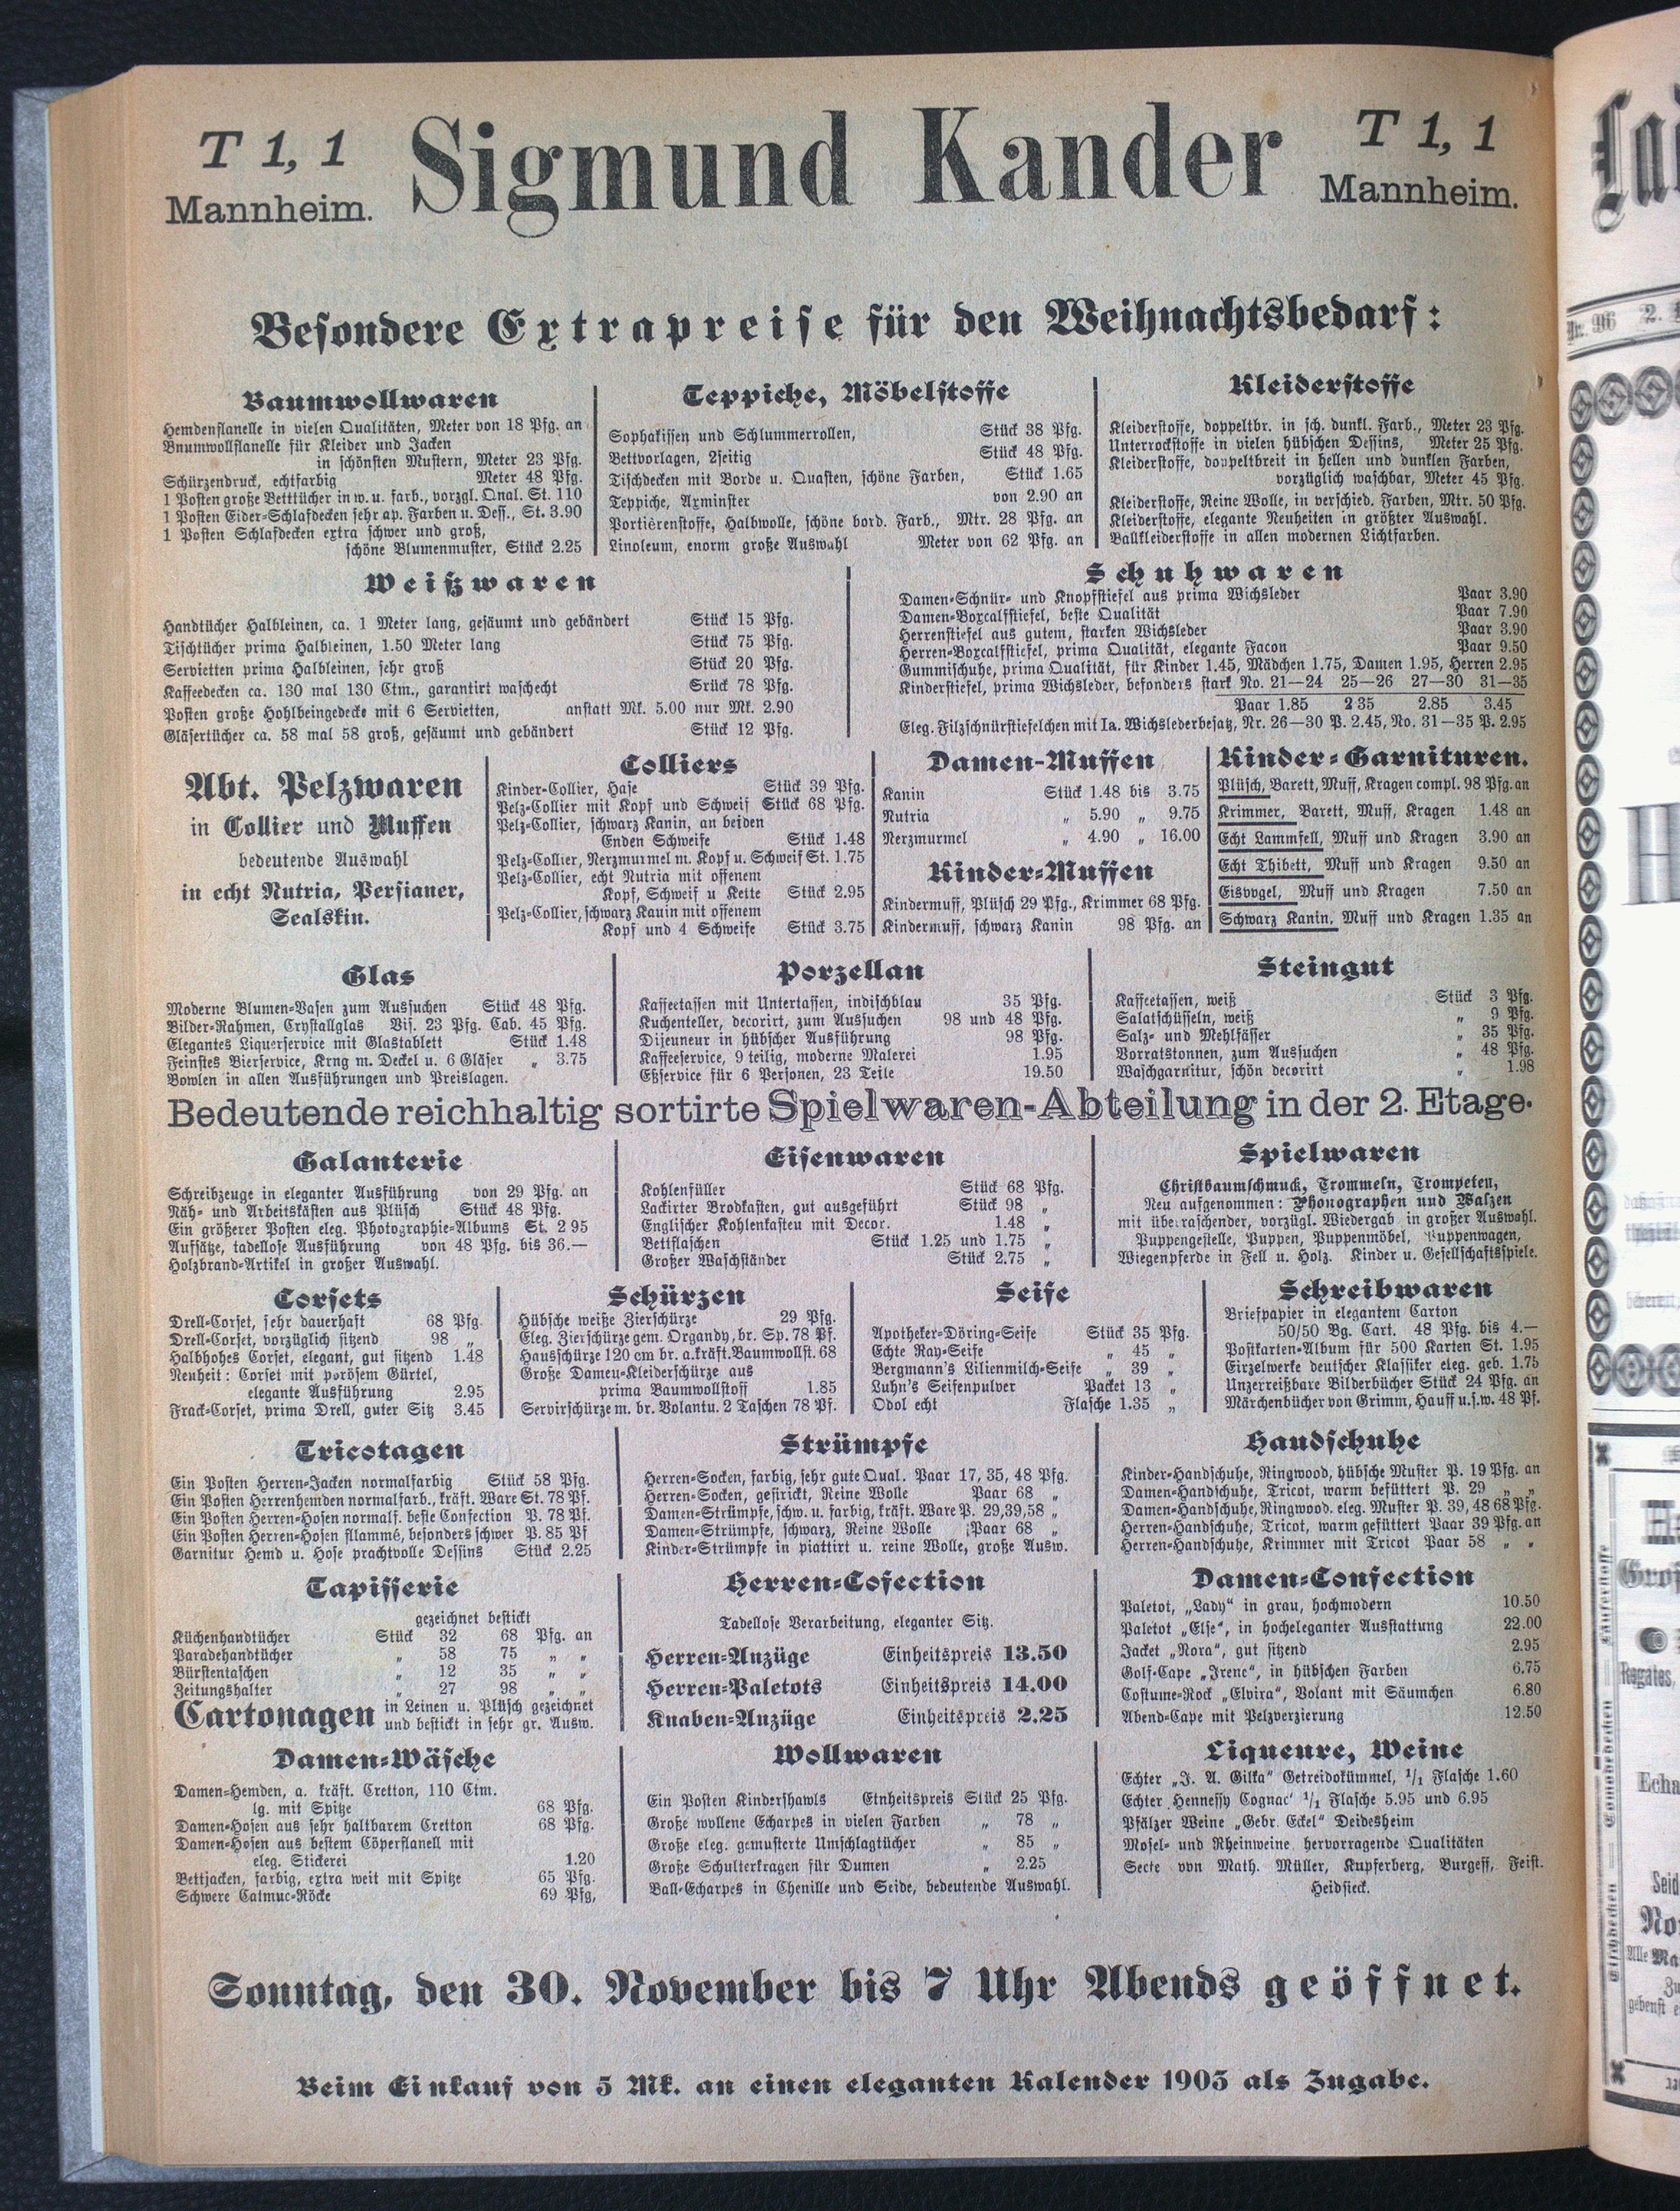 T 1, 1
Mannheim.
Sigmund Kander
T 1, 1
Mannheim.
Besondere Extrapreise für den Weihnachtsbedarf:
Baumwollwaren
Hemdenflanelle in vielen Qualitäten, Meter von 18 Pfg. an
Bnumwollflanelle für Kleider und Jacken
in schönsten Mustern, Meter 23 Pfg.
Schürzendruck, echtfarbig Meter 48 Pfg.
1 Posten große Betttücher in w. u. farb., vorzgl. Qnal. St. 110
1 Posten Eider-Schlafdecken sehr ap. Farben u. Dess., St. 3.90
1 Posten Schlafdecken extra schwer und groß,
schöne Blumenmuster, Stück 2.25
Teppiche, Möbelstoffe
Sophakissen und Schlummerrollen, Stück 38 Pfg.
Bettvorlagen, 2seitig Stück 48 Pfg.
Tischdecken mit Borde u. Quasten, schöne Farben, Stück 1.65
Teppiche, Axminster von 2.90 an
Portièrenstoffe, Halbwolle, schöne bord. Farb., Mtr. 28 Pfg. an
Linoleum, enorm große Auswahl Meter von 62 Pfg. an
Kleiderstoffe
Kleiderstoffe, doppeltbr. in sch. dunkl. Farb., Meter 23 Pfg.
Unterrockstoffe in vielen hübschen Dessins, Meter 25 Pfg.
Kleiderstoffe, doppeltbreit in hellen und dunklen Farben,
vorzüglich waschbar, Meter 45 Pfg.
Kleiderstoffe, Reine Wolle, in verschied. Farben, Mtr. 50 Pfg.
Kleiderstoffe, elegante Neuheiten in größter Auswahl.
Ballkleiderstoffe in allen modernen Lichtfarben.
Weißwaren
Handtücher Halbleinen, ca. 1 Meter lang, gesäumt und gebändert Stück 15 Pfg.
Tischtücher prima Halbleinen, 1.50 Meter lang Stück 75 Pfg.
Servietten prima Halbleinen, sehr groß Stück 20 Pfg.
Kaffeedecken ca. 130 mal 130 Ctm., garantirt waschecht Srück 78 Pfg.
Posten große Hohlbeingedecke mit 6 Servietten, anstatt Mk. 5.00 nur Mk. 2.90
Gläsertücher ca. 58 mal 58 groß, gesäumt und gebändert Stück 12 Pfg.
Schuhwaren
Damen-Schnür- und Knopfstiefel aus prima Wichsleder Paar 3.90
Damen-Boxcalfstiefel, beste Qualität Paar 7.90
Herrenstiefel aus gutem, starken Wichsleder Paar 3.90
Herren-Boxcalfstiefel, prima Qualität, elegante Facon Paar 9.50
Gummischuhe, prima Qualität, für Kinder 1.45, Mädchen 1.75, Damen 1.95, Herren 2.95
Kinderstiefel, prima Wichsleder, besonders stark No. 21—24 25—26 27—30 31—35
Paar 1.85 2 35 2.85 3.45
Eleg. Filzschnürstiefelchen mit Ia. Wichslederbesatz, Nr. 26—30 P. 2.45, No. 31—35 P. 2.95
Abt. Pelzwaren
in Collier und Muffen
bedeutende Auswahl
in echt Nutria, Persianer,
Sealskin.
Colliers
Kinder-Collier, Hase Stück 39 Pfg.
Pelz-Collier mit Kopf und Schweif Stück 68 Pfg.
Pelz-Collier, schwarz Kanin, an beiden
Enden Schweife Stück 1.48
Pelz-Collier, Nerzmurmel m. Kopf u. Schweif St. 1.75
Pelz-Collier, echt Nutria mit offenem
Kopf, Schweif u. Kette Stück 2.95
Pelz-Collier, schwarz Kauin mit offenem
Kopf und 4 Schweife Stück 3.75
Damen-Muffen
Kanin Stück 1.48 bis 3.75
Nutria „ 5.90 „ 9.75
Nerzmurmel „ 4.90 „ 16.00
Kinder-Muffen
Kindermuff, Plüsch 29 Pfg., Krimmer 68 Pfg.
Kindermuff, schwarz Kanin 98 Pfg. an
Kinder-Garnituren.
Plüsch, Barett, Muff, Kragen compl. 98 Pfg. an
Krimmer, Barett, Muff, Kragen 1.48 an
Echt Lammfell, Muff und Kragen 3.90 an
Echt Thibett, Muff und Kragen 9.50 an
Eisvogel, Muff und Kragen 7.50 an
Schwarz Kanin, Muff und Kragen 1.35 an
Glas
Moderne Blumen-Vasen zum Aussuchen Stück 48 Pfg.
Bilder-Rahmen, Crystallglas Vis. 23 Pfg. Cab. 45 Pfg.
Elegantes Liquerservice mit Glastablett Stück 1.48
Feinstes Bierservice, Krng m. Deckel u. 6 Gläser „ 3.75
Bowlen in allen Ausführungen und Preislagen.
Porzellan
Kaffeetassen mit Untertassen, indischblau 35 Pfg.
Kuchenteller, decorirt, zum Aussuchen 98 und 48 Pfg.
Dijeuneur in hübscher Ausführung 98 Pfg.
Kaffeeservice, 9 teilig, moderne Malerei 1.95
Eßservice für 6 Personen, 23 Teile 19.50
Steingut
Kaffeetassen, weiß Stück 3 Pfg.
Salatschüsseln, weiß „ 9 Pfg.
Salz- und Mehlfässer „ 35 Pfg.
Vorratstonnen, zum Aussuchen „ 48 Pfg.
Waschgarnitur, schön decorirt „ 1.98
Bedeutende reichhaltig sortirte Spielwaren-Abteilung in der 2. Etage.
Galanterie
Schreibzeuge in eleganter Ausführung von 29 Pfg. an
Näh- und Arbeitskästen aus Plüsch Stück 48 Pfg.
Ein größerer Posten eleg. Photographie-Albums St. 2 95
Aufsätze, tadellose Ausführung von 48 Pfg. bis 36.—
Holzbrand-Artikel in großer Auswahl.
Eisenwaren
Kohlenfüller Stück 68 Pfg.
Lackirter Brodkasten, gut ausgeführt Stück 98 „
Englischer Kohlenkasten mit Decor. 1.48 „
Bettflaschen Stück 1.25 und 1.75 „
Großer Waschständer Stück 2.75 „
Spielwaren
Christbaumschmuck, Trommeln, Trompeten,
Neu aufgenommen: Phonographen und Walzen
mit überraschender, vorzügl. Wiedergab in großer Auswahl.
Puppengestelle, Puppen, Puppenmöbel, Puppenwagen,
Wiegenpferde in Fell u. Holz. Kinder u. Gesellschaftsspiele.
Corsets
Drell-Corset, sehr dauerhaft 68 Pfg.
Drell-Corset, vorzüglich sitzend 98 „
Halbhohes Corset, elegant, gut sitzend 1.48
Neuheit: Corset mit porösem Gürtel,
elegante Ausführung 2.95
Frack-Corset, prima Drell, guter Sitz 3.45
Schürzen
Hübsche weiße Zierschürze 29 Pfg.
Eleg. Zierschürze gem. Organdy, br. Sp. 78 Pf.
Hausschürze 120 cm br. a. kräft. Baumwollst. 68
Große Damen-Kleiderschürze aus
prima Baumwollstoff 1.85
Servirschürze m. br. Volantu. 2 Taschen 78 Pf.
Seife
Apotheker-Döring-Seife Stück 35 Pfg.
Echte Ray-Seife „ 45 „
Bergmann's Lilienmilch-Seife „ 39 „
Luhn's Seifenpulver Packet 13 „
Odol echt Flasche 1.35 „
Schreibwaren
Briefpapier in elegantem Carton
50/50 Bg. Cart. 48 Pfg. bis 4.—
Postkarten-Album für 500 Karten St. 1.95
Einzelwerke deutscher Klassiker eleg. geb. 1.75
Unzerreißbare Bilderbücher Stück 24 Pfg. an
Märchenbücher von Grimm, Hauff u.s.w. 48 Pf.
Tricotagen
Ein Posten Herren-Jacken normalfarbig Stück 58 Pfg.
Ein Posten Herrenhemden normalfarb., kräft. Ware St. 78 Pf.
Ein Posten Herren-Hosen normalf. beste Confection P. 78 Pf.
Ein Posten Herren-Hosen flammé, besonders schwer P. 85 Pf
Garnitur Hemd u. Hose prachtvolle Dessins Stück 2.25
Strümpfe
Herren-Socken, farbig, sehr gute Qual. Paar 17, 35, 48 Pfg.
Herren-Socken, gestrickt, Reine Wolle Paar 68 „
Damen-Strümpfe, schw. u. farbig, kräft. Ware P. 29,39,58 „
Damen-Strümpfe, schwarz, Reine Wolle Paar 68 „
Kinder-Strümpfe in plattirt u. reine Wolle, große Ausw.
Handschuhe
Kinder-Handschuhe, Ringwood, hübsche Muster P. 19 Pfg. an
Damen-Handschuhe, Tricot, warm befüttert P. 29 „ „
Damen-Handschuhe, Ringwood. eleg. Muster P. 39, 48 68 Pfg.
Herren-Handschuhe, Tricot, warm gefüttert Paar 39 Pfg. an
Herren-Handschuhe, Krimmer mit Tricot Paar 58 „ „
Tapisserie
gezeichnet bestickt
Küchenhandtücher Stück 32 68 Pfg. an
Paradehandtücher „ 58 75 „ „
Bürstentaschen „ 12 35 „ „
Zeitungshalter „ 27 98 „ „
Cartonagen in Leinen u. Plüsch gezeichnet
und bestickt in sehr gr. Ausw.
Herren-Cofection
Tadellose Verarbeitung, eleganter Sitz.
Herren-Anzüge Einheitspreis 13.50
Herren-Paletots Einheitspreis 14.00
Knaben-Anzüge Einheitspreis 2.25
Damen-Confection
Paletot, „Lady" in grau, hochmodern 10.50
Paletot „Else", in hocheleganter Ausstattung 22.00
Jacket „Nora", gut sitzend 2.95
Golf-Cape „Irene", in hübschen Farben 6.75
Costume-Rock „Elvira", Volant mit Säumchen 6.80
Abend-Cape mit Pelzverzierung 12.50
Damen-Wäsche
Damen-Hemden, a. kräft. Cretton, 110 Ctm.
lg. mit Spitze 68 Pfg.
Damen-Hosen aus sehr haltbarem Cretton 68 Pfg.
Damen-Hosen aus bestem Cöperflanell mit
eleg. Stickerei 1.20
Bettjacken, farbig, extra weit mit Spitze 65 Pfg.
Schwere Calmuc-Röcke 69 Pfg,
Wollwaren
Ein Posten Kindershawls Etnheitspreis Stück 25 Pfg.
Große wollene Echarpes in vielen Farben „ 78 „
Große eleg. gemusterte Umschlagtücher „ 85 „
Große Schulterkragen für Dumen „ 2.25
Ball-Echarpes in Chenille und Seide, bedeutende Auswahl.
Liqueure, Weine
Echter „J. A. Gilka" Getreidokümmel, 1/1 Flasche 1.60
Echter Hennessy Cognac' 1/1 Flasche 5.95 und 6.95
Pfälzer Weine „Gebr. Eckel" Deidesheim
Mosel- und Rheinweine hervorragende Qualitäten
Secte von Math. Müller, Kupferberg, Burgeff, Feist.
Heidsieck.
Sonntag, den 30. November bis 7 Uhr Abends geöffnet.
Beim Einkauf von 5 Mk. an einen eleganten Kalender 1903 als Zugabe.
Nr. 96